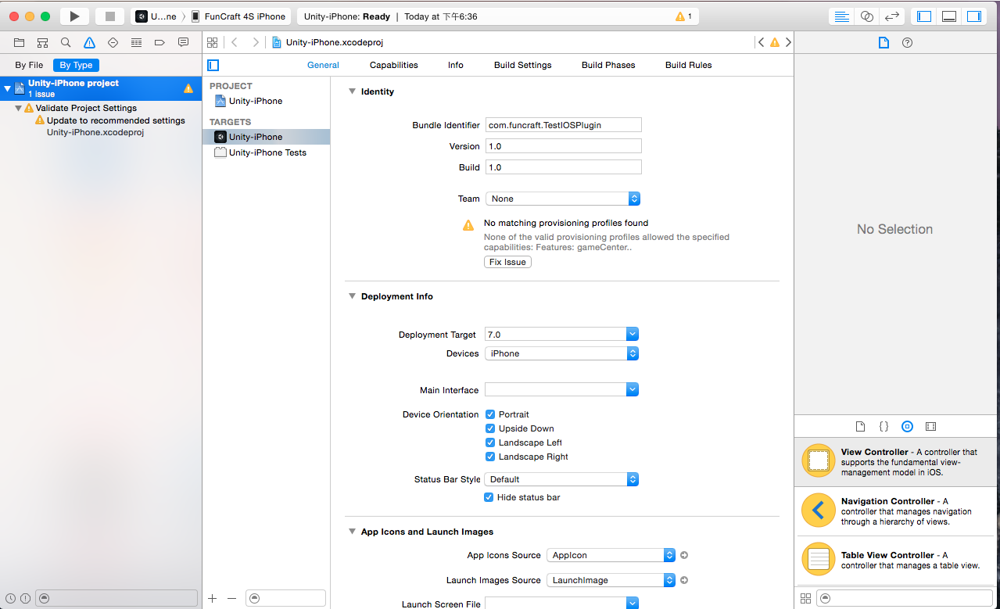 U...ne
FunCraft 4S iPhone
Unity-iPhone: Ready | Today at 下午6:36
1
Unity-iPhone.xcodeproj
By File
By Type
General
Capabilities
Info
Build Settings
Build Phases
Build Rules
Unity-iPhone project
1 issue
Validate Project Settings
Update to recommended settings
Unity-iPhone.xcodeproj
PROJECT
Unity-iPhone
TARGETS
Unity-iPhone
Unity-iPhone Tests
Identity
Bundle Identifier com.funcraft.TestIOSPlugin
Version 1.0
Build 1.0
Team None
No matching provisioning profiles found
None of the valid provisioning profiles allowed the specified
capabilities: Features: gameCenter..
Fix Issue
Deployment Info
Deployment Target 7.0
Devices iPhone
Main Interface
Device Orientation Portrait
Upside Down
Landscape Left
Landscape Right
Status Bar Style Default
Hide status bar
App Icons and Launch Images
App Icons Source AppIcon
Launch Images Source LaunchImage
Launch Screen File
No Selection
View Controller - A controller that
supports the fundamental view-
management model in iOS.
Navigation Controller - A
controller that manages navigation
through a hierarchy of views.
Table View Controller - A
controller that manages a table view.